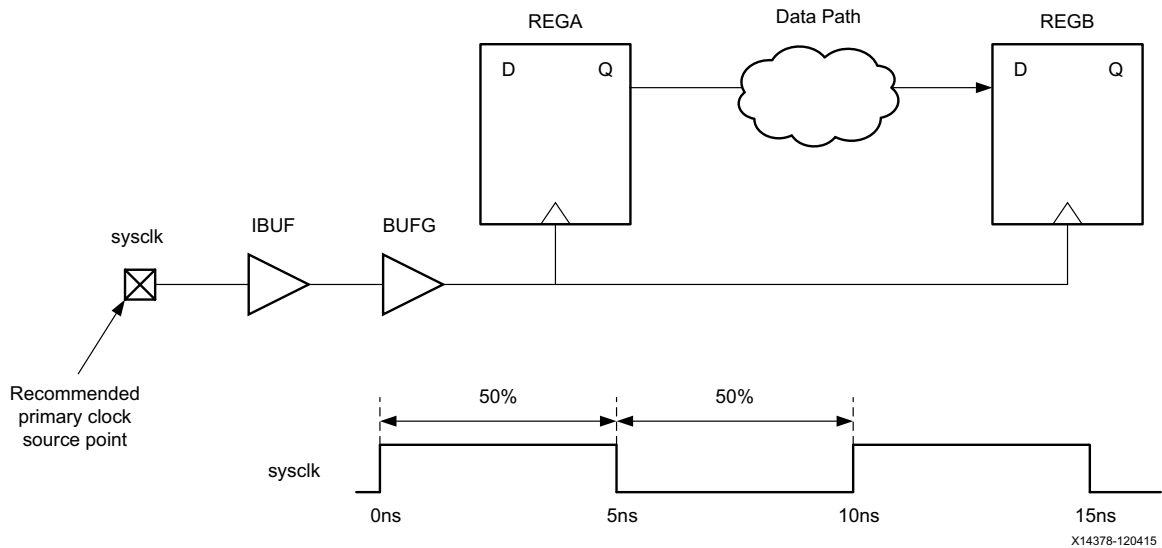 REGA
Data Path
REGB
D
Q
D
Q
IBUF
BUFG
sysclk
Recommended
primary clock
source point
50%
50%
sysclk
0ns
5ns
10ns
15ns
X14378-120415